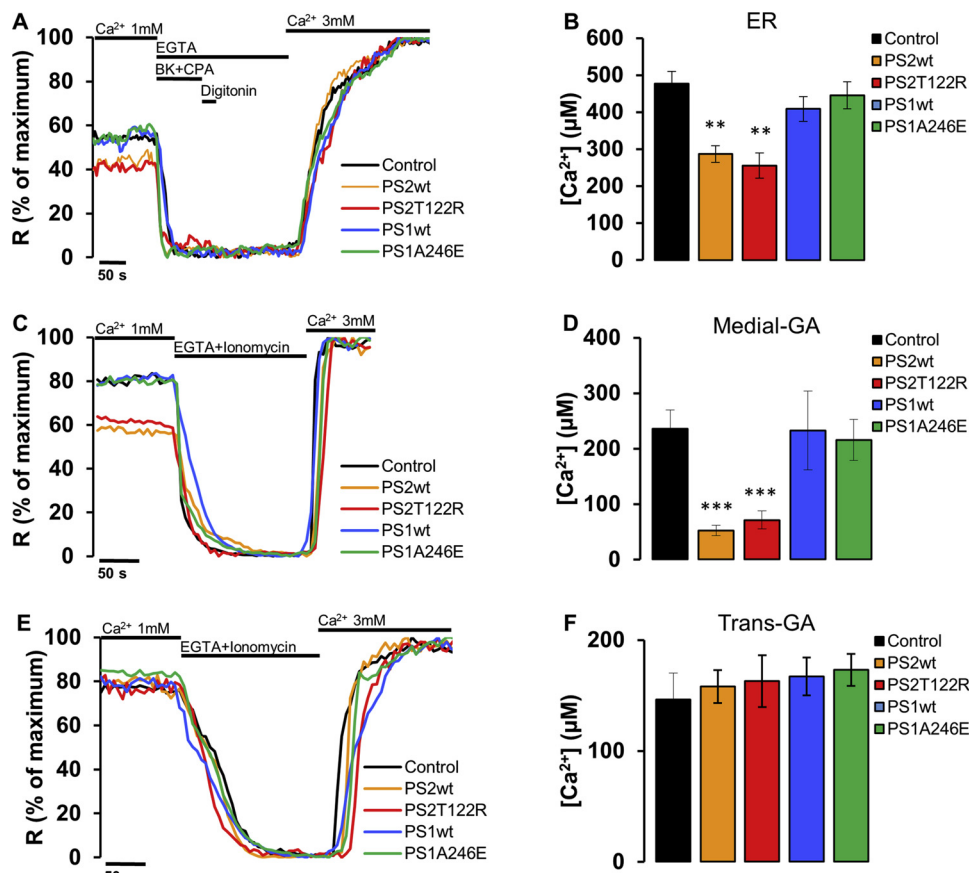 A
Ca²⁺ 1mM
Ca²⁺ 3mM
EGTA
BK+CPA
Digitonin
R (% of maximum)
100
80
60
40
20
0
50 s
Control
PS2wt
PS2T122R
PS1wt
PS1A246E
B
ER
[Ca²⁺] (µM)
600
500
400
300
200
100
0
**
**
Control
PS2wt
PS2T122R
PS1wt
PS1A246E
C
Ca²⁺ 1mM
Ca²⁺ 3mM
EGTA+Ionomycin
R (% of maximum)
100
80
60
40
20
0
50 s
Control
PS2wt
PS2T122R
PS1wt
PS1A246E
D
Medial-GA
[Ca²⁺] (µM)
400
300
200
100
0
***
***
Control
PS2wt
PS2T122R
PS1wt
PS1A246E
E
Ca²⁺ 1mM
Ca²⁺ 3mM
EGTA+Ionomycin
R (% of maximum)
100
80
60
40
20
0
Control
PS2wt
PS2T122R
PS1wt
PS1A246E
F
Trans-GA
[Ca²⁺] (µM)
200
100
0
Control
PS2wt
PS2T122R
PS1wt
PS1A246E